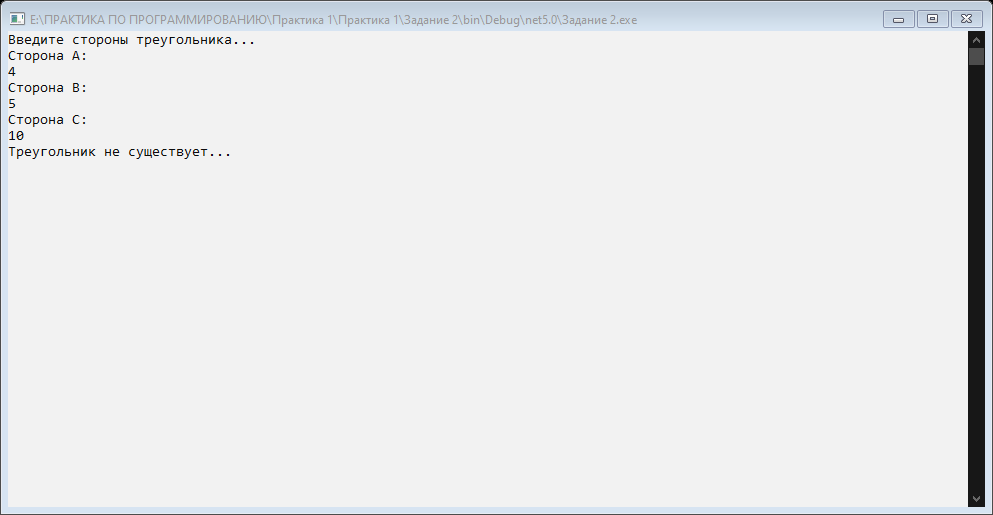 E:\ПРАКТИКА ПО ПРОГРАММИРОВАНИЮ\Практика 1\Практика 1\Задание 2\bin\Debug\net5.0\Задание 2.exe
Введите стороны треугольника...
Сторона A:
4
Сторона B:
5
Сторона C:
10
Треугольник не существует...